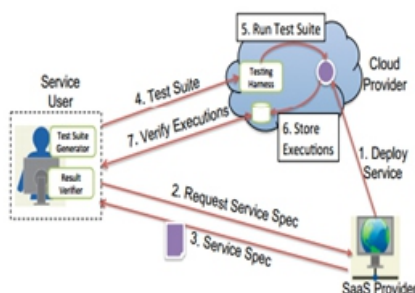 5. Run Test Suite
Cloud
Provider
Testing
Harness
Service
User
4. Test Suite
7. Verify Executions
6. Store
Executions
1. Deploy
Service
Test Suite
Generator
Result
Verifier
2. Request Service Spec
3. Service Spec
SaaS Provider